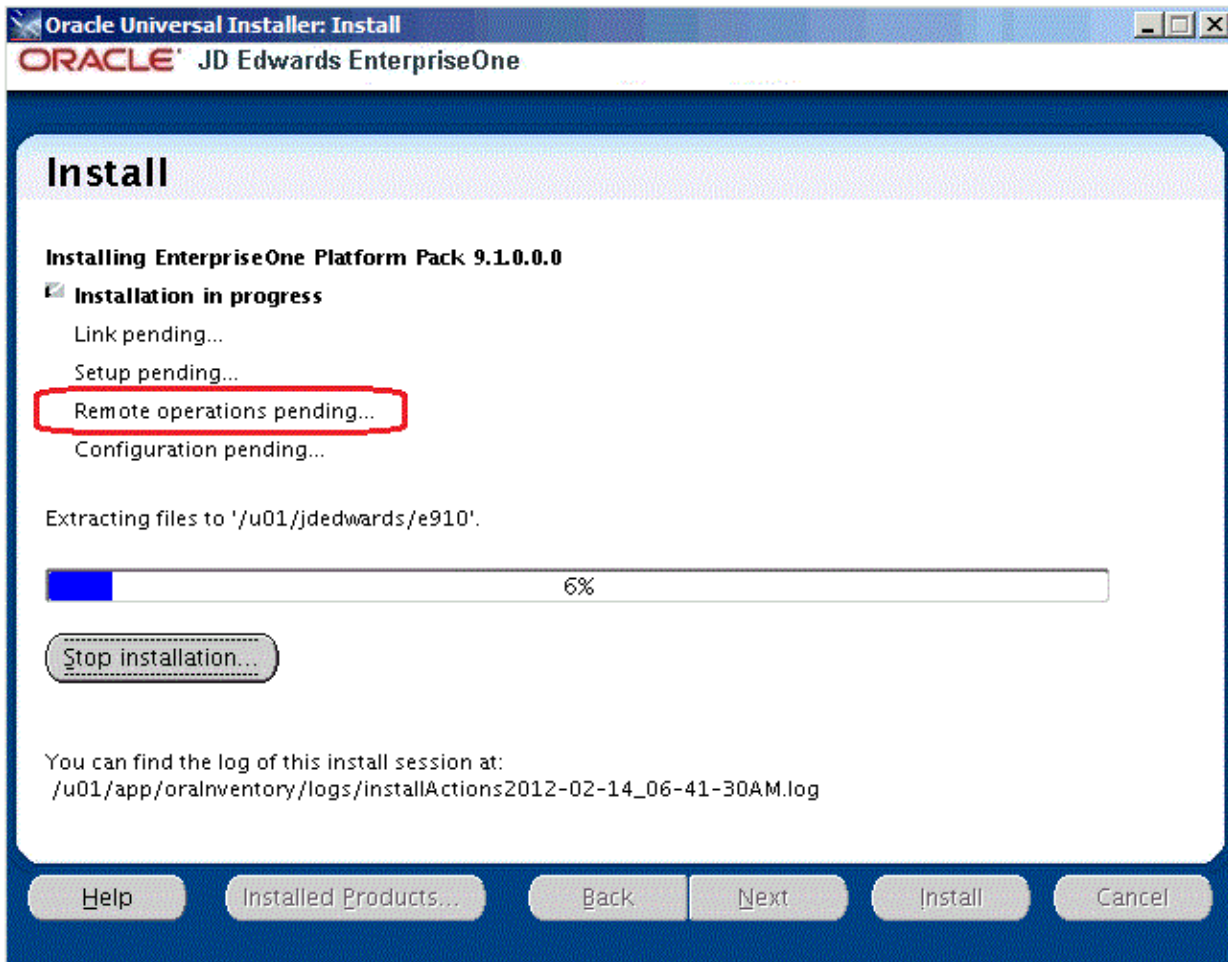 Oracle Universal Installer: Install
ORACLE JD Edwards EnterpriseOne
Install
Installing EnterpriseOne Platform Pack 9.1.0.0.0
Installation in progress
Link pending...
Setup pending...
Remote operations pending...
Configuration pending...
Extracting files to '/u01/jdedwards/e910'.
6%
Stop installation...
You can find the log of this install session at:
/u01/app/oraInventory/logs/installActions2012-02-14_06-41-30AM.log
Help Installed Products... Back Next Install Cancel